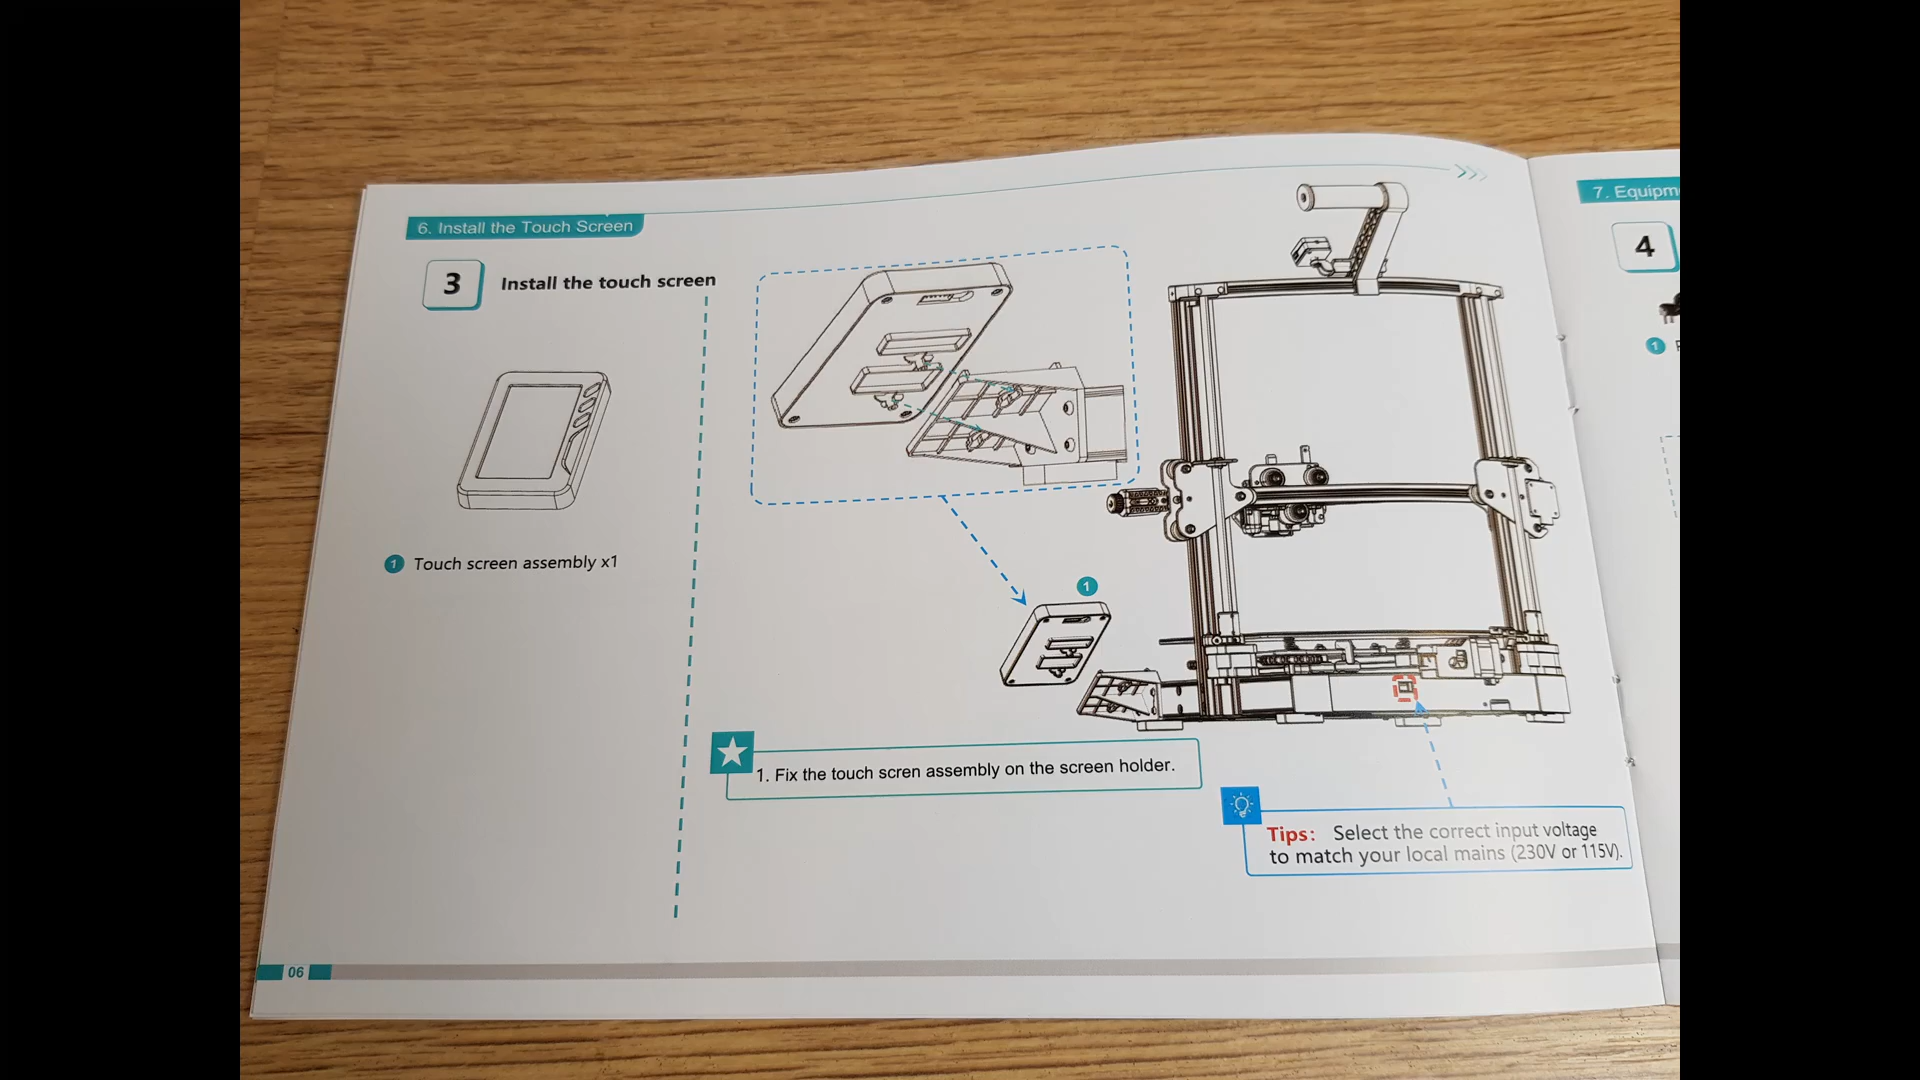 6. Install the Touch Screen
3 Install the touch screen
1 Touch screen assembly x1
1
1. Fix the touch scren assembly on the screen holder.
Tips: Select the correct input voltage
to match your local mains (230V or 115V).
06
4
1